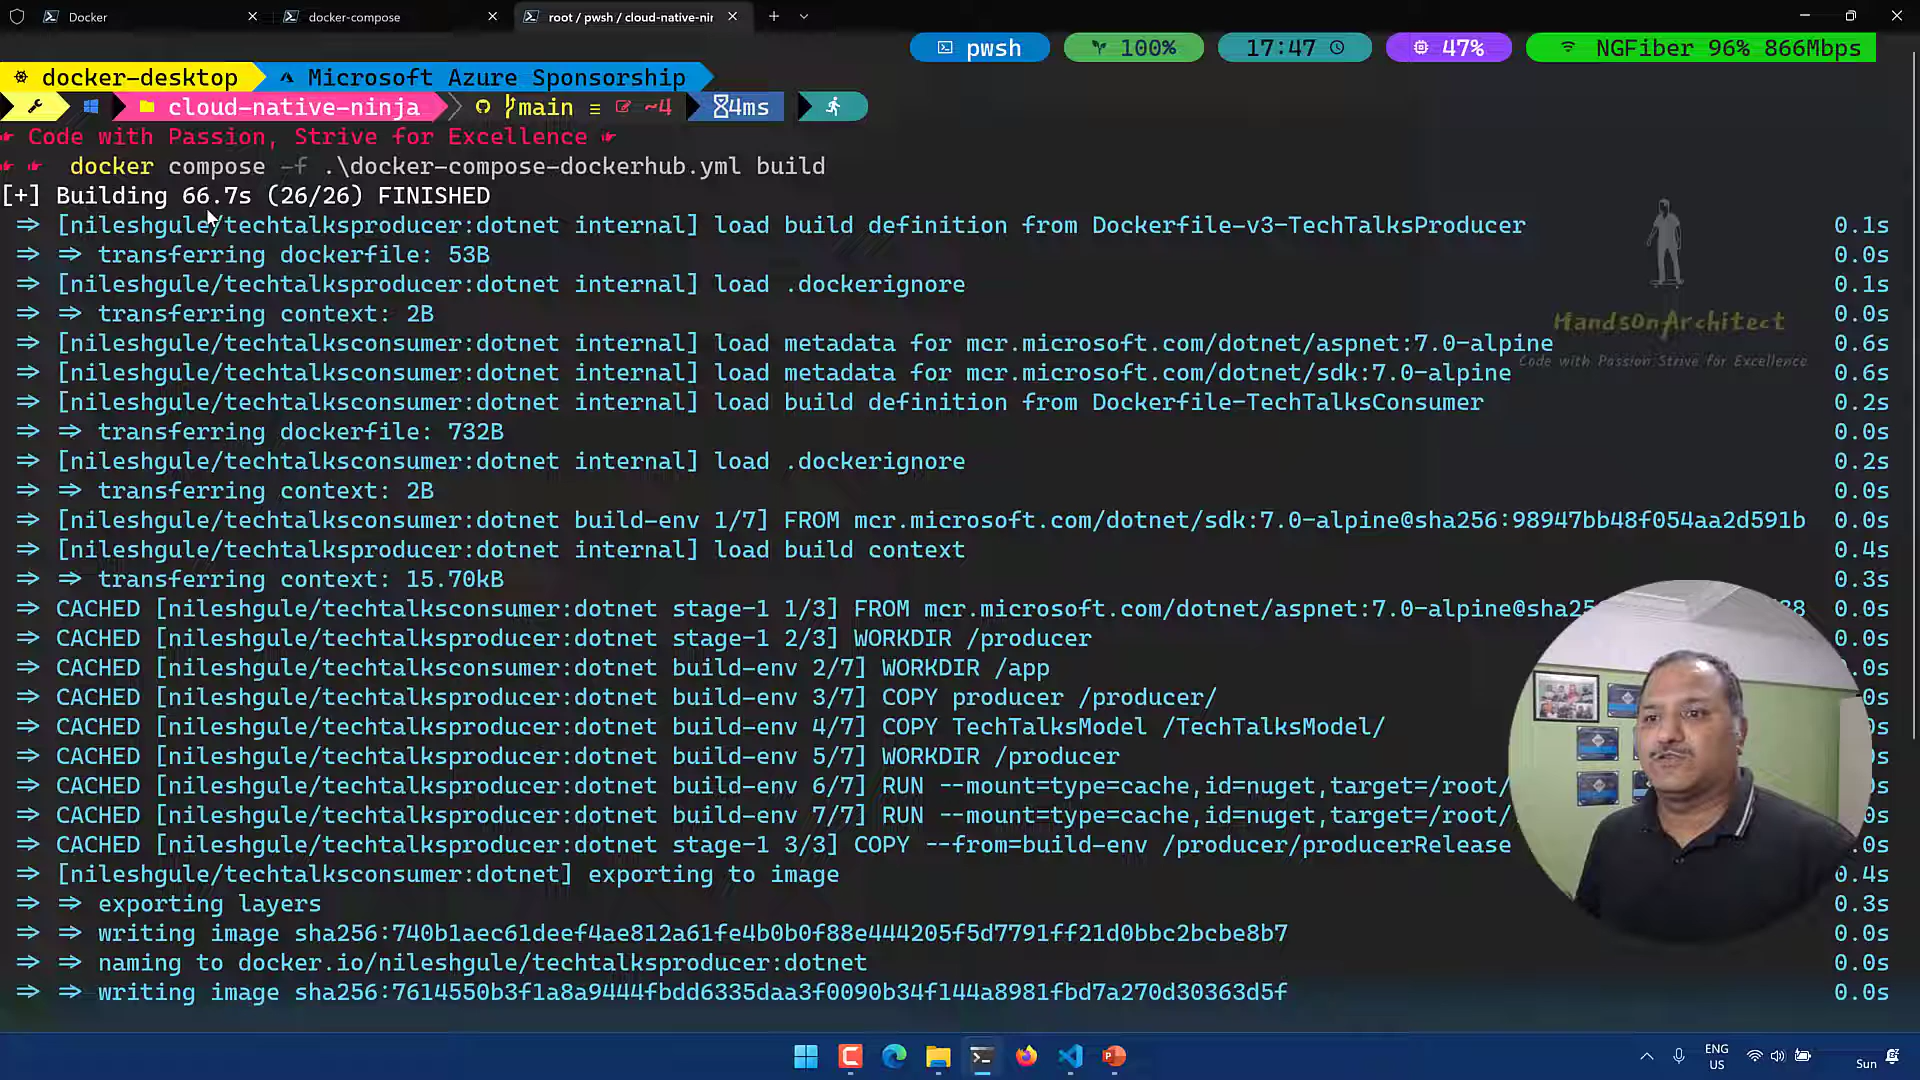 Docker
docker-compose
root / pwsh / cloud-native-nir
pwsh
100%
17:47
47%
NGFiber 96% 866Mbps
docker-desktop
Microsoft Azure Sponsorship
cloud-native-ninja
main ≡ ~4
4ms
Code with Passion, Strive for Excellence
docker compose -f .\docker-compose-dockerhub.yml build
[+] Building 66.7s (26/26) FINISHED
=> [nileshgule/techtalksproducer:dotnet internal] load build definition from Dockerfile-v3-TechTalksProducer 0.1s
=> => transferring dockerfile: 53B 0.0s
=> [nileshgule/techtalksproducer:dotnet internal] load .dockerignore 0.1s
=> => transferring context: 2B 0.0s
=> [nileshgule/techtalksconsumer:dotnet internal] load metadata for mcr.microsoft.com/dotnet/aspnet:7.0-alpine 0.6s
=> [nileshgule/techtalksconsumer:dotnet internal] load metadata for mcr.microsoft.com/dotnet/sdk:7.0-alpine 0.6s
=> [nileshgule/techtalksconsumer:dotnet internal] load build definition from Dockerfile-TechTalksConsumer 0.2s
=> => transferring dockerfile: 732B 0.0s
=> [nileshgule/techtalksconsumer:dotnet internal] load .dockerignore 0.2s
=> => transferring context: 2B 0.0s
=> [nileshgule/techtalksconsumer:dotnet build-env 1/7] FROM mcr.microsoft.com/dotnet/sdk:7.0-alpine@sha256:98947bb48f054aa2d591b 0.0s
=> [nileshgule/techtalksproducer:dotnet internal] load build context 0.4s
=> => transferring context: 15.70kB 0.3s
=> CACHED [nileshgule/techtalksconsumer:dotnet stage-1 1/3] FROM mcr.microsoft.com/dotnet/aspnet:7.0-alpine@sha25 0.0s
=> CACHED [nileshgule/techtalksproducer:dotnet stage-1 2/3] WORKDIR /producer
=> CACHED [nileshgule/techtalksconsumer:dotnet build-env 2/7] WORKDIR /app
=> CACHED [nileshgule/techtalksproducer:dotnet build-env 3/7] COPY producer /producer/
=> CACHED [nileshgule/techtalksproducer:dotnet build-env 4/7] COPY TechTalksModel /TechTalksModel/
=> CACHED [nileshgule/techtalksproducer:dotnet build-env 5/7] WORKDIR /producer
=> CACHED [nileshgule/techtalksproducer:dotnet build-env 6/7] RUN --mount=type=cache,id=nuget,target=/root/
=> CACHED [nileshgule/techtalksproducer:dotnet build-env 7/7] RUN --mount=type=cache,id=nuget,target=/root/
=> CACHED [nileshgule/techtalksproducer:dotnet stage-1 3/3] COPY --from=build-env /producer/producerRelease
=> [nileshgule/techtalksconsumer:dotnet] exporting to image 0.4s
=> => exporting layers 0.3s
=> => writing image sha256:740b1aec61deef4ae812a61fe4b0b0f88e444205f5d7791ff21d0bbc2bcbe8b7 0.0s
=> => naming to docker.io/nileshgule/techtalksproducer:dotnet 0.0s
=> => writing image sha256:7614550b3f1a8a9444fbdd6335daa3f0090b34f144a8981fbd7a270d30363d5f 0.0s
HandsOnArchitect
Code with Passion Strive for Excellence
ENG
US
Sun